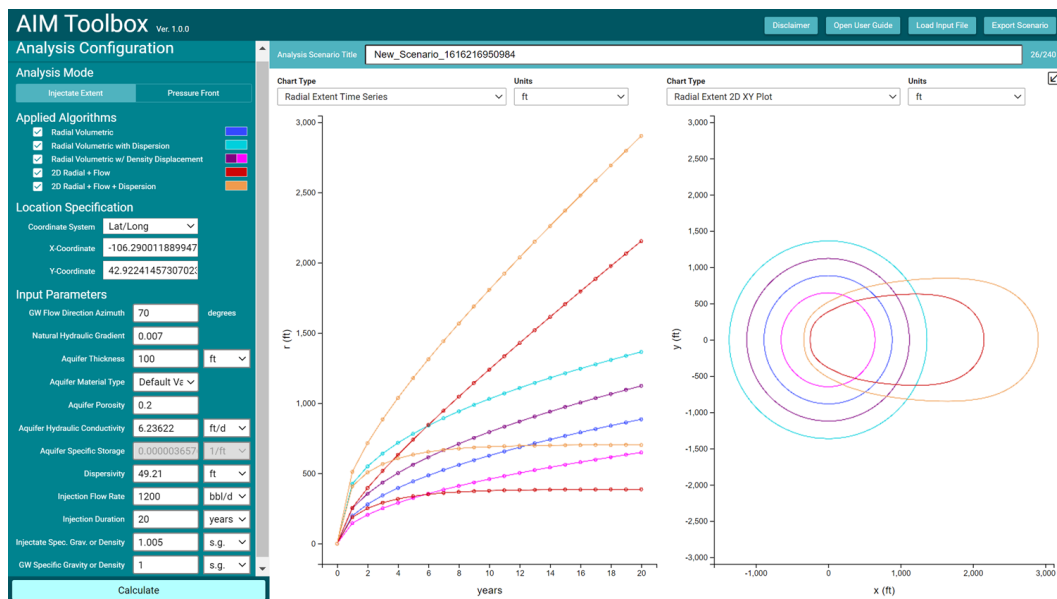 AIM Toolbox Ver. 1.0.0
Disclaimer Open User Guide Load Input File Export Scenario
Analysis Configuration
Analysis Mode
Injectate Extent Pressure Front
Applied Algorithms
Radial Volumetric
Radial Volumetric with Dispersion
Radial Volumetric w/ Density Displacement
2D Radial + Flow
2D Radial + Flow + Dispersion
Location Specification
Coordinate System Lat/Long
X-Coordinate -106.290011889947
Y-Coordinate 42.92241457307023
Input Parameters
GW Flow Direction Azimuth 70 degrees
Natural Hydraulic Gradient 0.007
Aquifer Thickness 100 ft
Aquifer Material Type Default Va
Aquifer Porosity 0.2
Aquifer Hydraulic Conductivity 6.23622 ft/d
Aquifer Specific Storage 0.000003657 1/ft
Dispersivity 49.21 ft
Injection Flow Rate 1200 bbl/d
Injection Duration 20 years
Injectate Spec. Grav. or Density 1.005 s.g.
GW Specific Gravity or Density 1 s.g.
Calculate
Analysis Scenario Title New_Scenario_1616216950984 26/240
Chart Type Units
Radial Extent Time Series ft
3,000
2,500
2,000
1,500
1,000
500
0
r (ft)
0 2 4 6 8 10 12 14 16 18 20
years
Chart Type Units
Radial Extent 2D XY Plot ft
3,000
2,500
2,000
1,500
1,000
500
0
-500
-1,000
-1,500
-2,000
-2,500
-3,000
y (ft)
-1,000 0 1,000 2,000 3,000
x (ft)